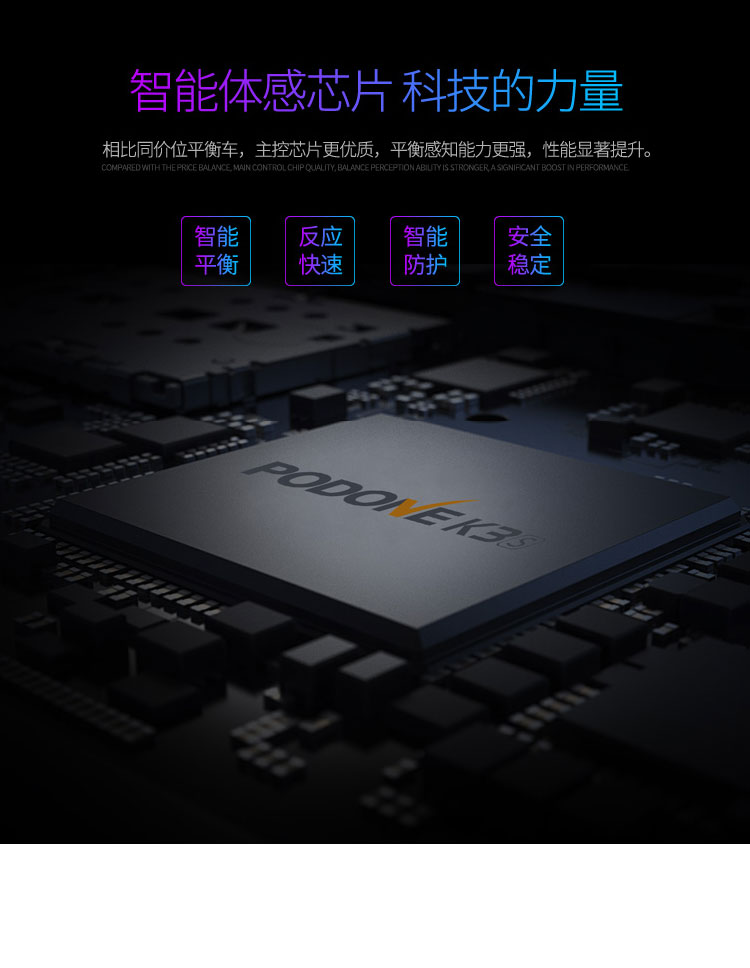 智能体感芯片 科技的力量
相比同价位平衡车，主控芯片更优质，平衡感知能力更强，性能显著提升。
COMPARED WITH THE PRICE BALANCE, MAIN CONTROL CHIP QUALITY, BALANCE PERCEPTION ABILITY IS STRONGER, A SIGNIFICANT BOOST IN PERFORMANCE.
智能
平衡
反应
快速
智能
防护
安全
稳定
PODONE K3S